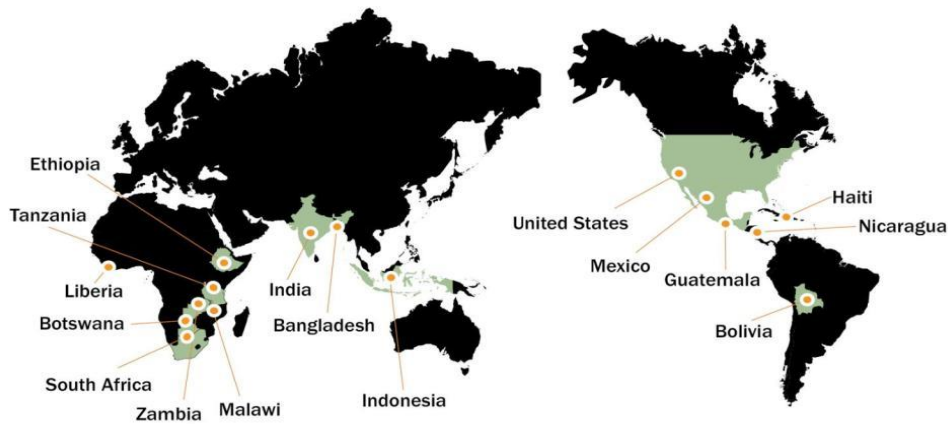 Ethiopia
Tanzania
Liberia
Botswana
South Africa
Zambia
Malawi
India
Bangladesh
Indonesia
United States
Mexico
Guatemala
Haiti
Nicaragua
Bolivia